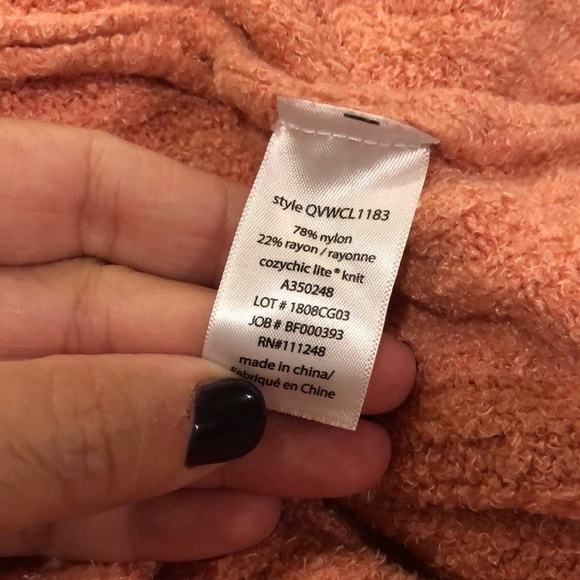 style QVWCL1183
78% nylon
22% rayon / rayonne
cozychic lite® knit
A350248
LOT # 1808CG03
JOB # BF000393
RN#111248
made in china/
Fabriqué en Chine